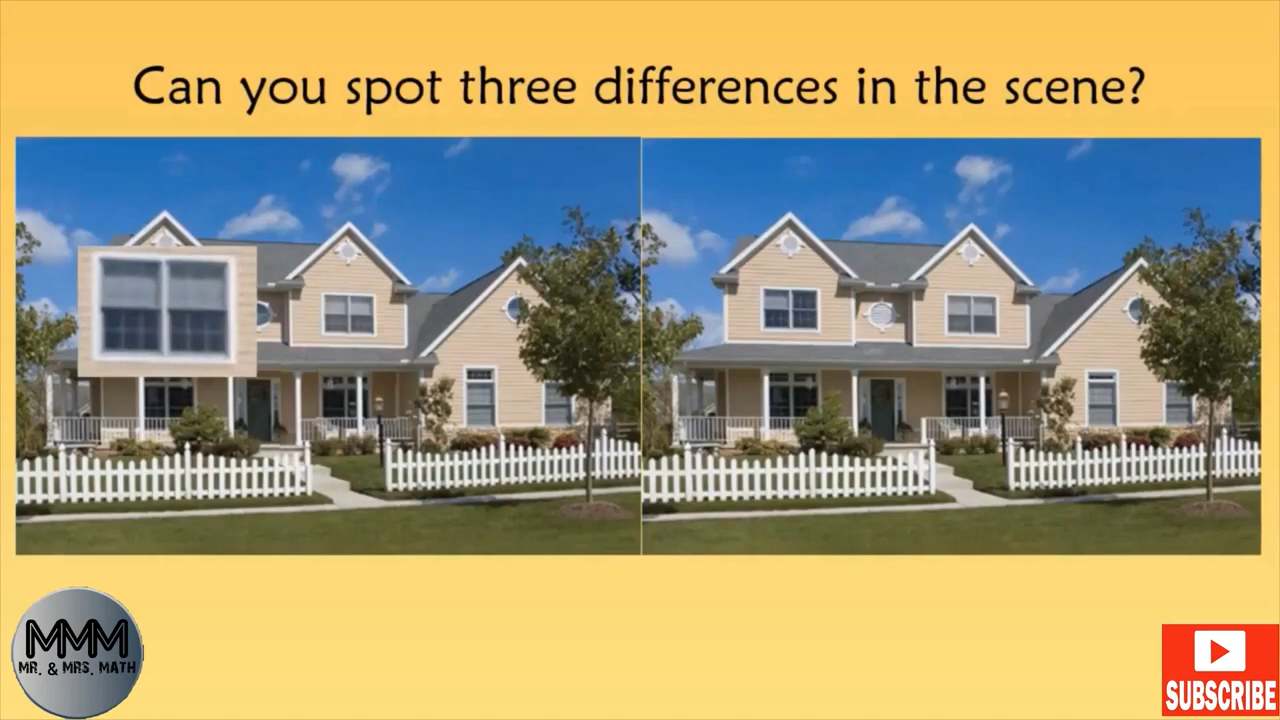 Can you spot three differences in the scene?
MMM
MR. & MRS. MATH
SUBSCRIBE